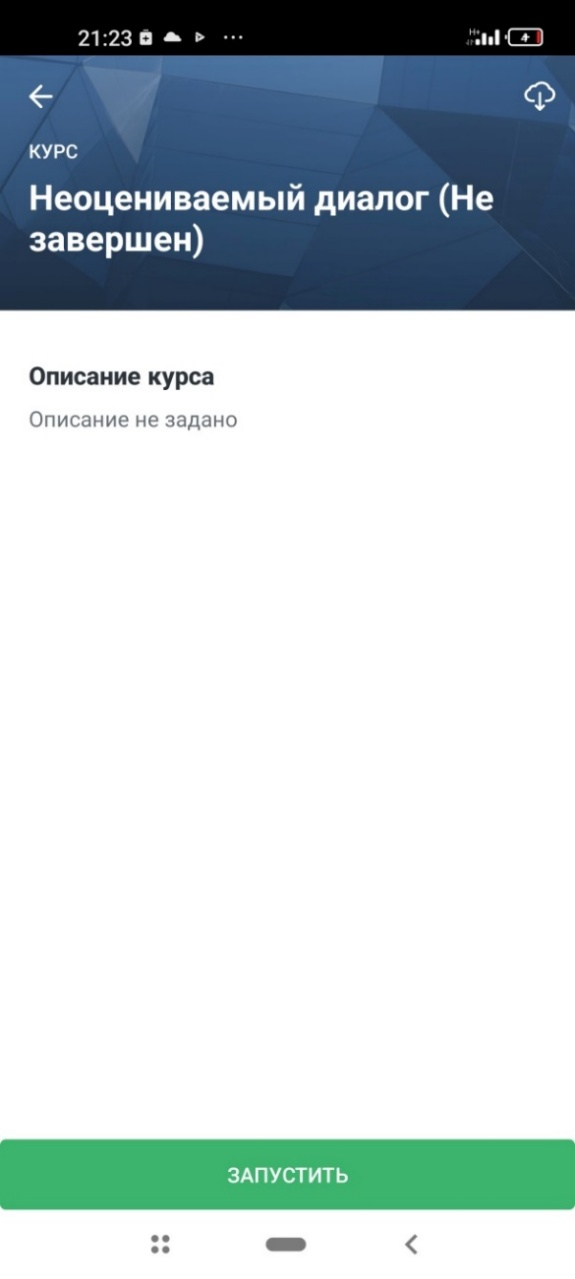 21:23
КУРС
Неоцениваемый диалог (Не
завершен)
Описание курса
Описание не задано
ЗАПУСТИТЬ